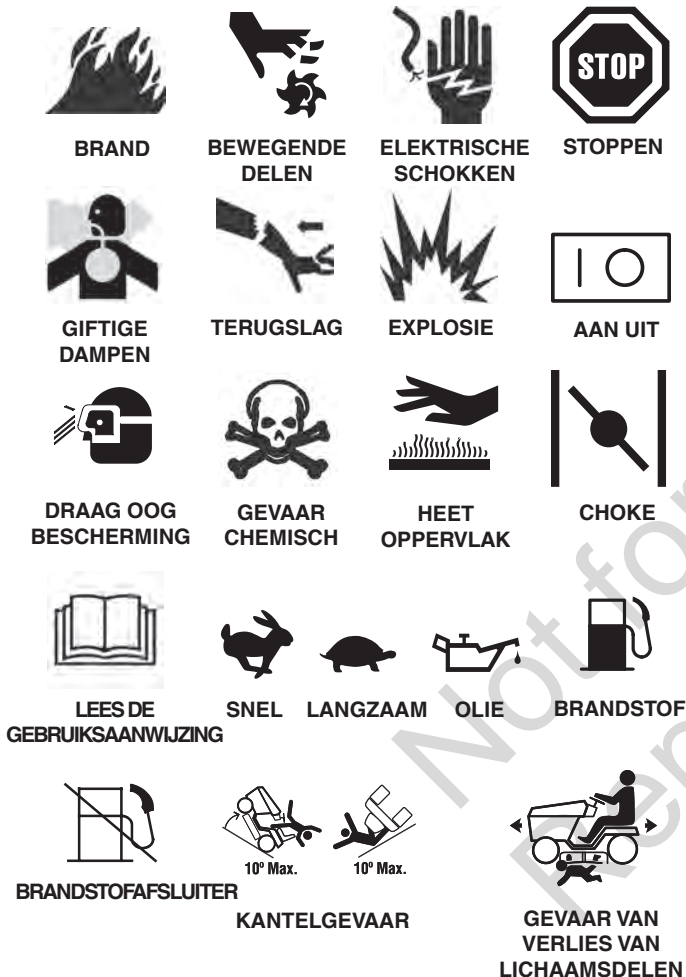 STOP
BRAND
BEWEGENDE
DELEN
ELEKTRISCHE
SCHOKKEN
STOPPEN
GIFTIGE
DAMPEN
TERUGSLAG
EXPLOSIE
AAN UIT
DRAAG OOG
BESCHERMING
GEVAAR
CHEMISCH
HEET
OPPERVLAK
CHOKE
LEES DE
GEBRUIKSAANWIJZING
SNEL
LANGZAAM
OLIE
BRANDSTOF
BRANDSTOFAFSLUITER
10º Max.
10º Max.
KANTELGEVAAR
GEVAAR VAN
VERLIES VAN
LICHAAMSDELEN
Not for